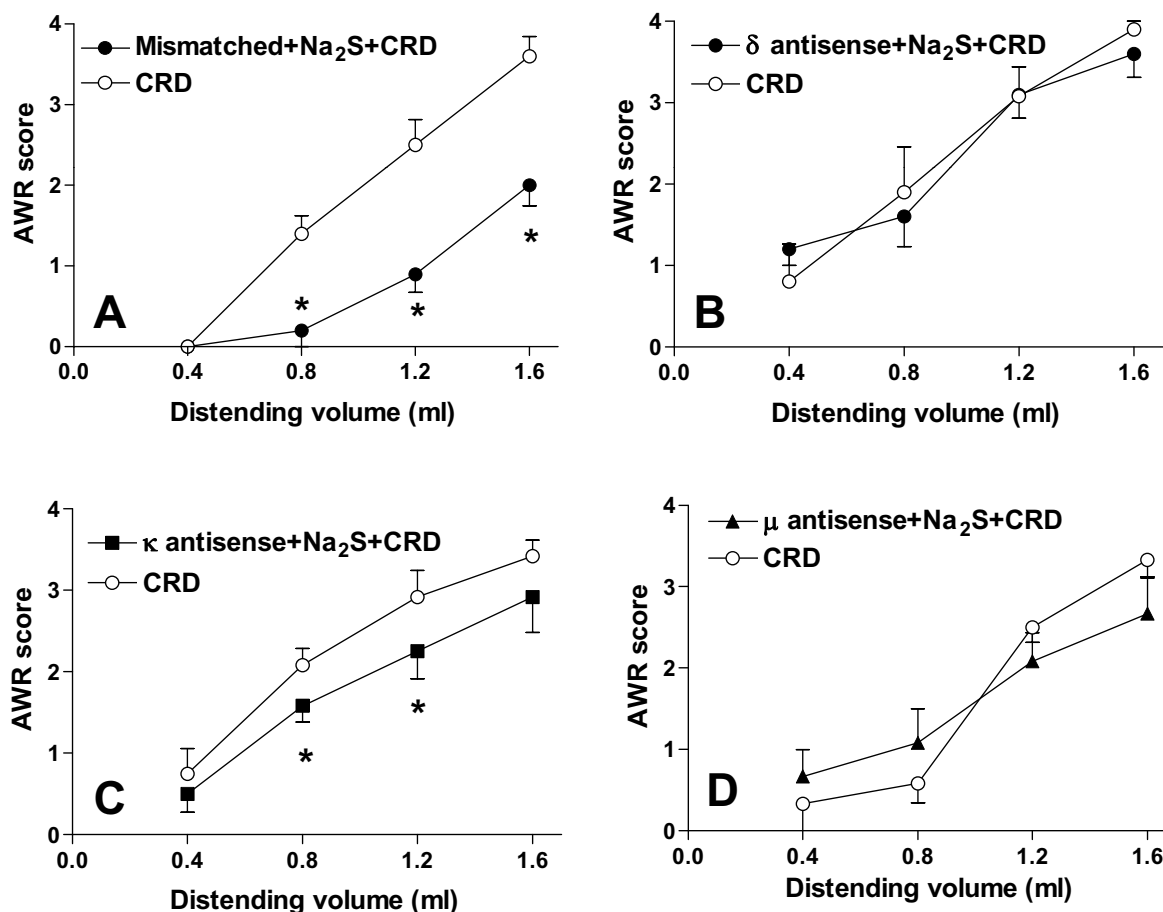 Mismatched+Na₂S+CRD
CRD
AWR score
4
3
2
1
0
A
*
*
*
0.0 0.4 0.8 1.2 1.6
Distending volume (ml)
δ antisense+Na₂S+CRD
CRD
AWR score
4
3
2
1
0
B
0.0 0.4 0.8 1.2 1.6
Distending volume (ml)
κ antisense+Na₂S+CRD
CRD
AWR score
4
3
2
1
0
C
*
*
0.0 0.4 0.8 1.2 1.6
Distending volume (ml)
μ antisense+Na₂S+CRD
CRD
AWR score
4
3
2
1
0
D
0.0 0.4 0.8 1.2 1.6
Distending volume (ml)